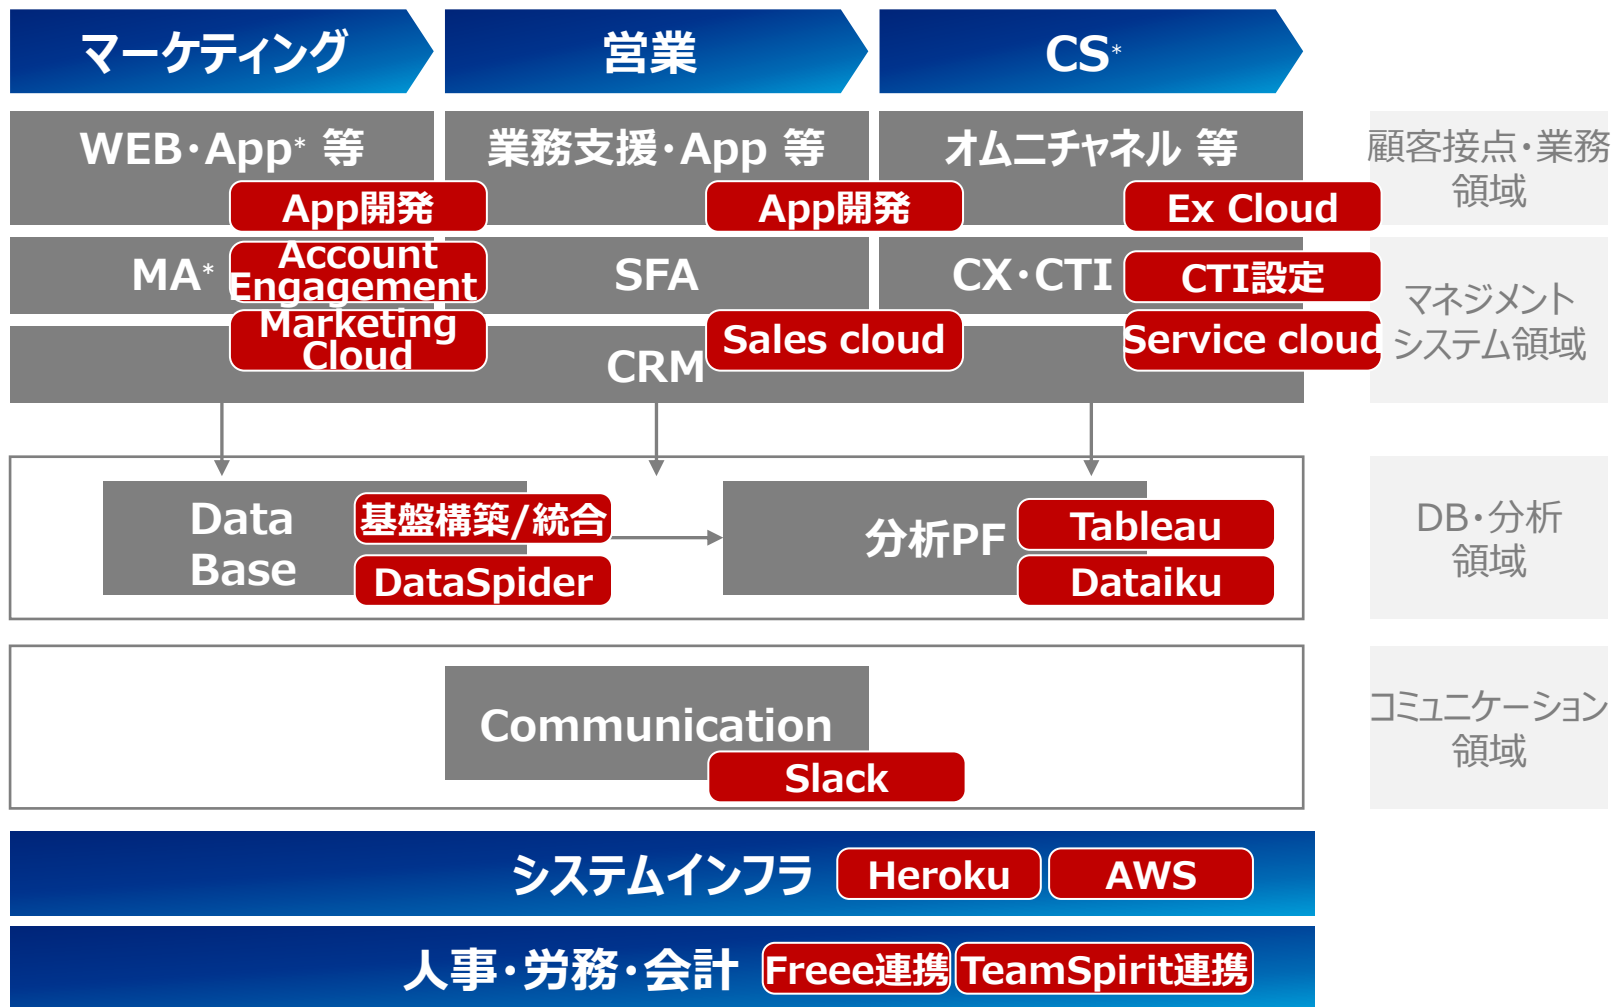 マーケティング
営業
CS*
WEB・App* 等
業務支援・App 等
オムニチャネル 等
顧客接点・業務
領域
App開発
App開発
Ex Cloud
MA*
Account
Engagement
SFA
CX・CTI
CTI設定
マネジメント
システム領域
Marketing
Cloud
Sales cloud
Service cloud
CRM
Data
Base
基盤構築/統合
DataSpider
分析PF
Tableau
Dataiku
DB・分析
領域
Communication
Slack
コミュニケーション
領域
システムインフラ
Heroku
AWS
人事・労務・会計
Freee連携
TeamSpirit連携